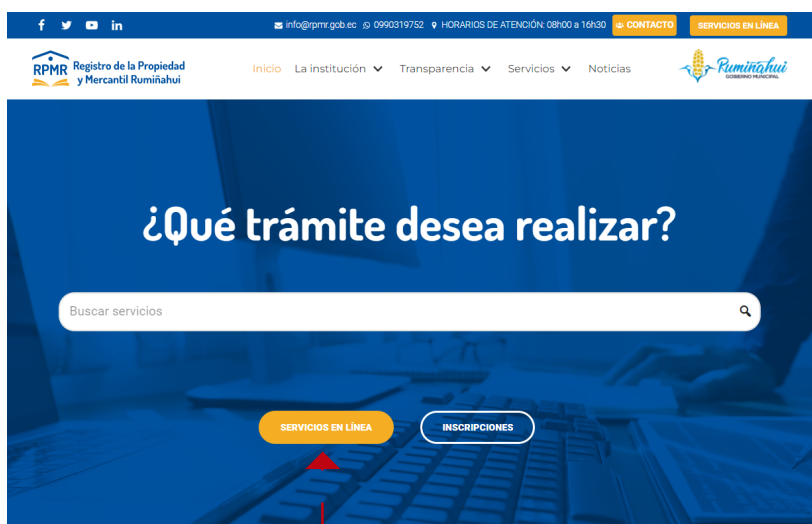 info@rpmr.gob.ec 0990319752 HORARIOS DE ATENCIÓN: 08h00 a 16h30 CONTACTO SERVICIOS EN LÍNEA
RPMR Registro de la Propiedad
y Mercantil Rumiñahui
Inicio La institución Transparencia Servicios Noticias
Rumiñahui
GOBIERNO MUNICIPAL
¿Qué trámite desea realizar?
Buscar servicios
SERVICIOS EN LÍNEA INSCRIPCIONES